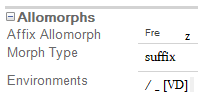 Allomorphs
Affix Allomorph Fre z
Morph Type suffix
Environments / _ [VD]